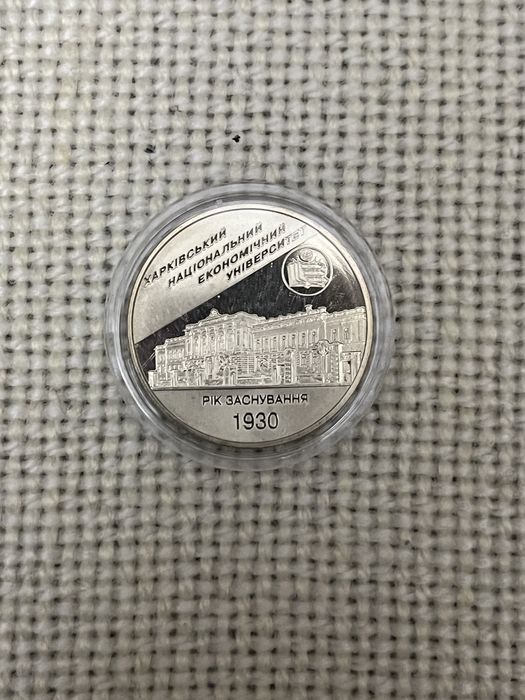 ХАРКІВСЬКИЙ
НАЦІОНАЛЬНИЙ
ЕКОНОМІЧНИЙ
УНІВЕРСИТЕТ
РІК ЗАСНУВАННЯ
1930